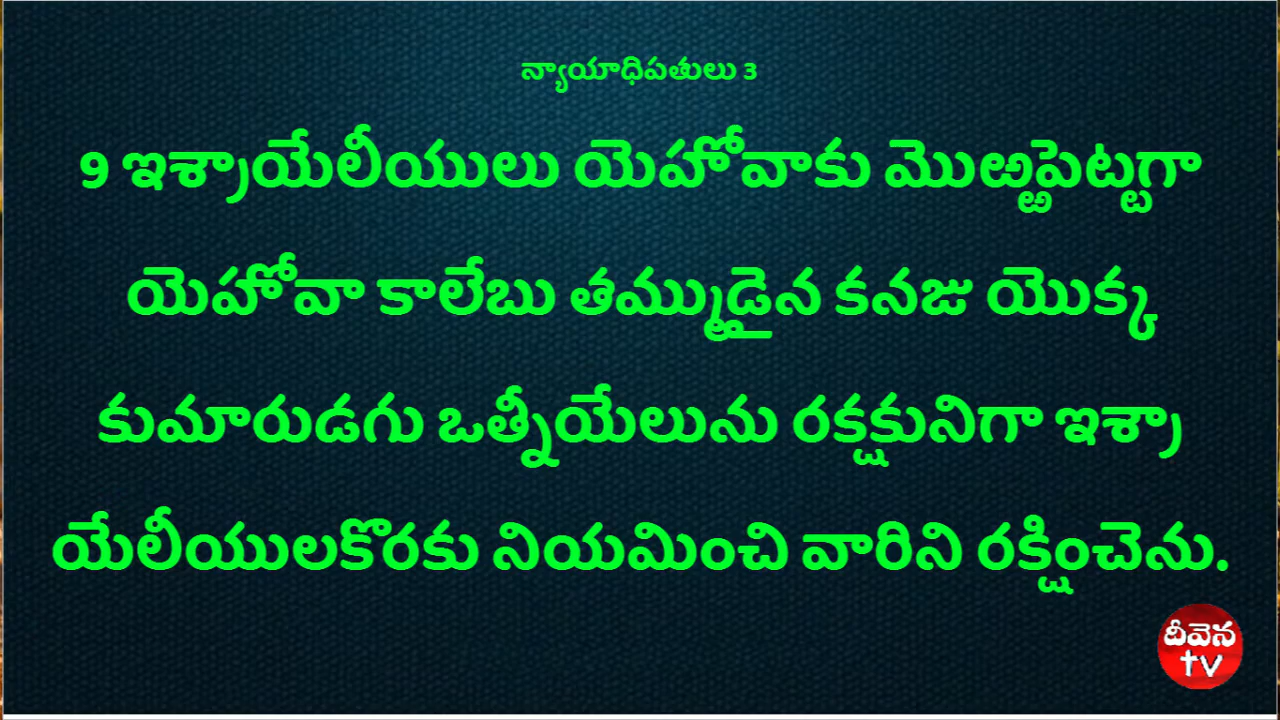 న్యాయాధిపతులు 3
9 ఇశ్రాయేలీయులు యెహోవాకు మొఱ్ఱపెట్టగా
యెహోవా కాలేబు తమ్ముడైన కనజు యొక్క
కుమారుడగు ఒత్నీయేలును రక్షకునిగా ఇశ్రా
యేలీయులకొరకు నియమించి వారిని రక్షించెను.
దీవెన
tv